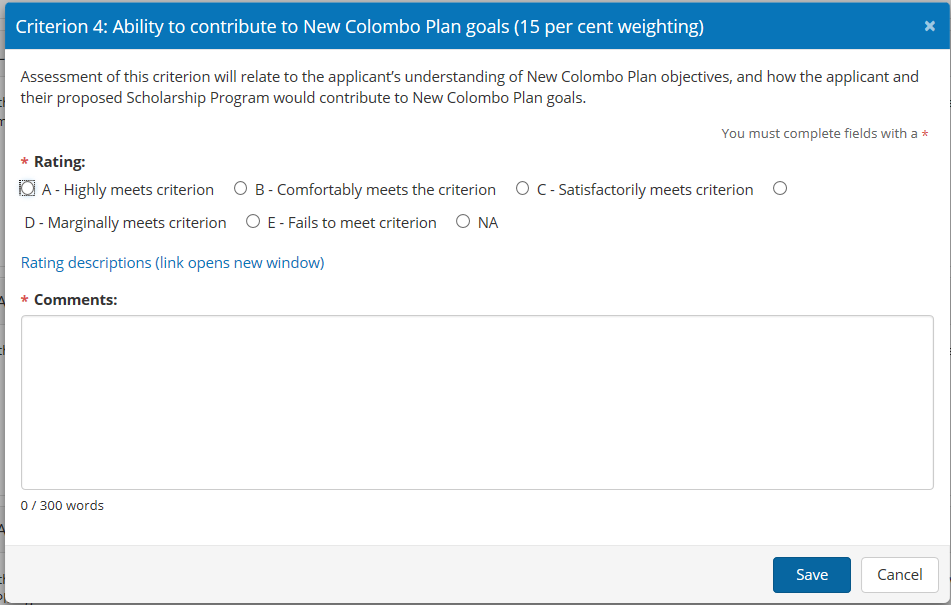 Criterion 4: Ability to contribute to New Colombo Plan goals (15 per cent weighting) ×
Assessment of this criterion will relate to the applicant's understanding of New Colombo Plan objectives, and how the applicant and
their proposed Scholarship Program would contribute to New Colombo Plan goals.
You must complete fields with a *
* Rating:
A - Highly meets criterion B - Comfortably meets the criterion C - Satisfactorily meets criterion
D - Marginally meets criterion E - Fails to meet criterion NA
Rating descriptions (link opens new window)
* Comments:
0 / 300 words
Save Cancel